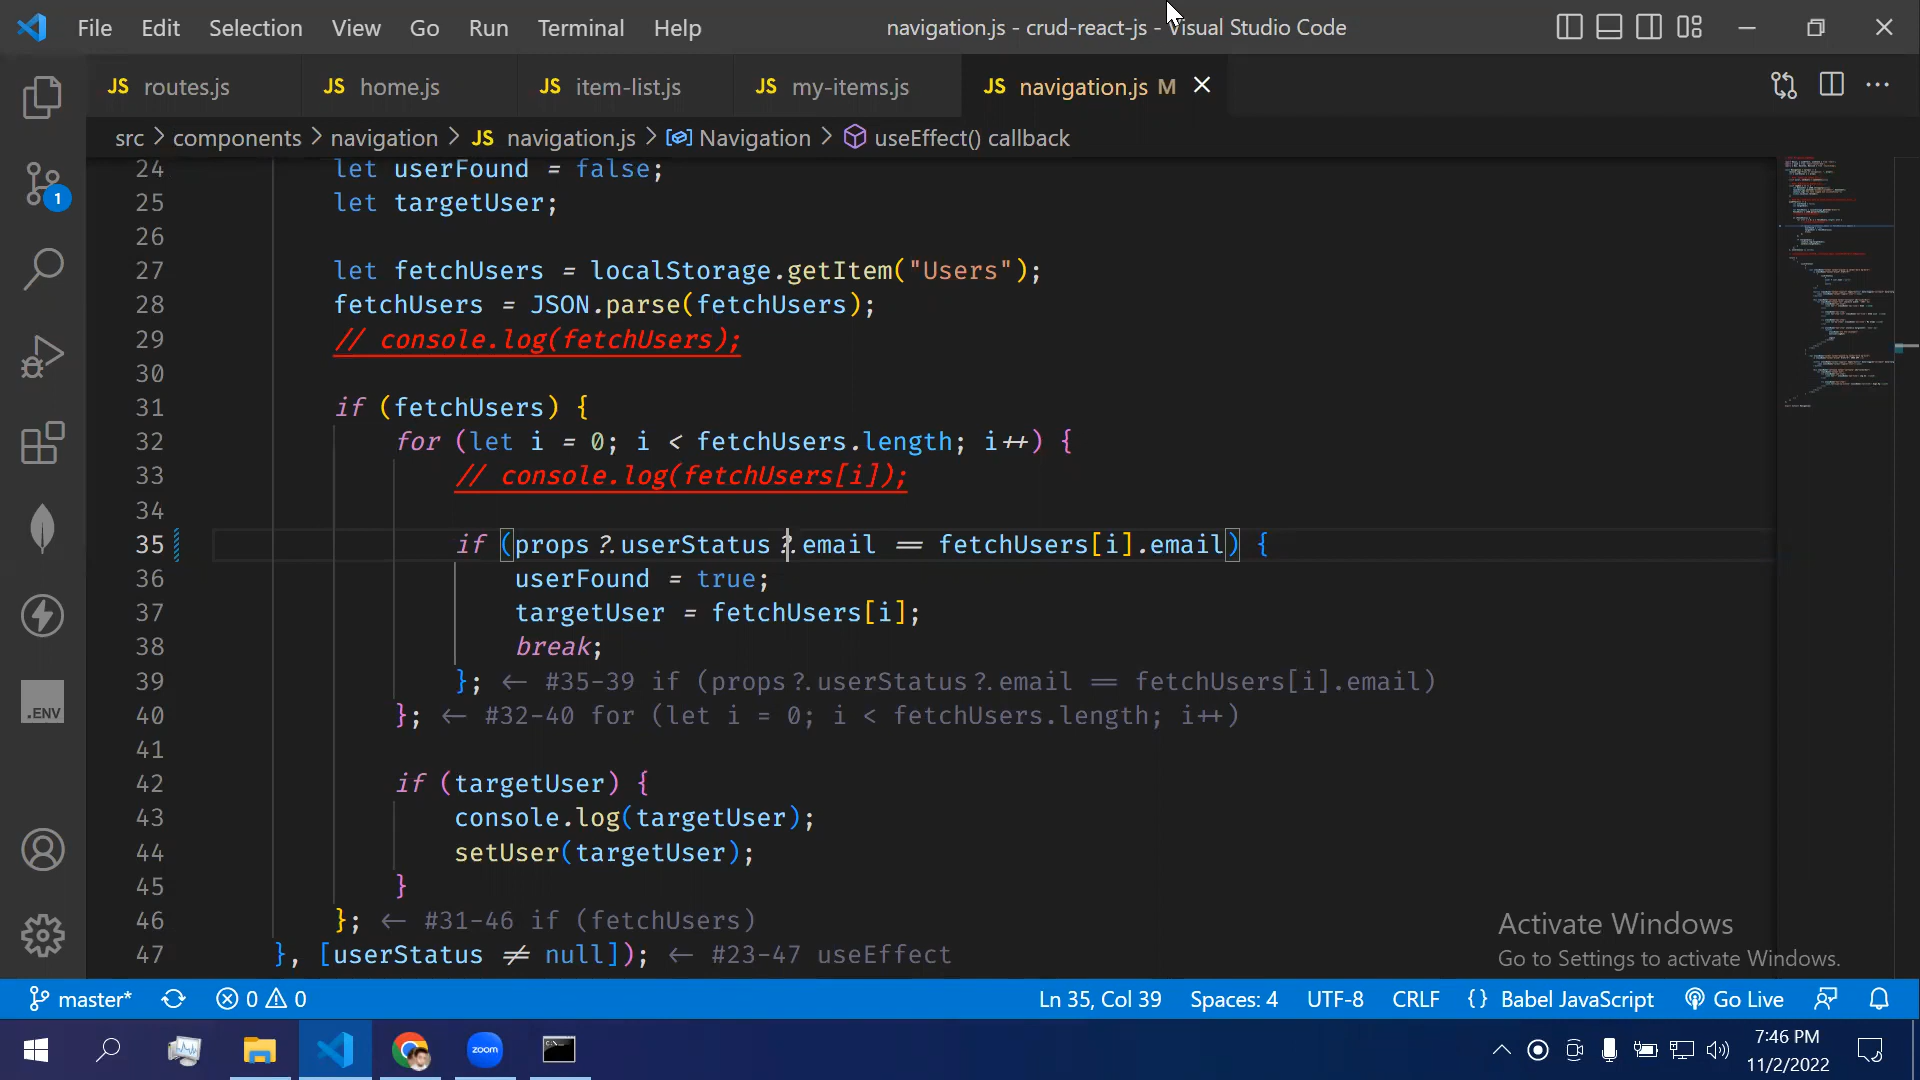 File Edit Selection View Go Run Terminal Help navigation.js - crud-react-js - Visual Studio Code
JS routes.js JS home.js JS item-list.js JS my-items.js JS navigation.js M
src > components > navigation > JS navigation.js > Navigation > useEffect() callback
24 let userFound = false;
25 let targetUser;
26
27 let fetchUsers = localStorage.getItem("Users");
28 fetchUsers = JSON.parse(fetchUsers);
29 // console.log(fetchUsers);
30
31 if (fetchUsers) {
32 for (let i = 0; i < fetchUsers.length; i++) {
33 // console.log(fetchUsers[i]);
34
35 if (props?.userStatus?.email == fetchUsers[i].email) {
36 userFound = true;
37 targetUser = fetchUsers[i];
38 break;
39 }; <- #35-39 if (props?.userStatus?.email == fetchUsers[i].email)
40 }; <- #32-40 for (let i = 0; i < fetchUsers.length; i++)
41
42 if (targetUser) {
43 console.log(targetUser);
44 setUser(targetUser);
45 }
46 }; <- #31-46 if (fetchUsers)
47 }, [userStatus != null]); <- #23-47 useEffect
1
.ENV
Activate Windows
Go to Settings to activate Windows.
master* 0 0 Ln 35, Col 39 Spaces: 4 UTF-8 CRLF {} Babel JavaScript Go Live
zoom
7:46 PM
11/2/2022